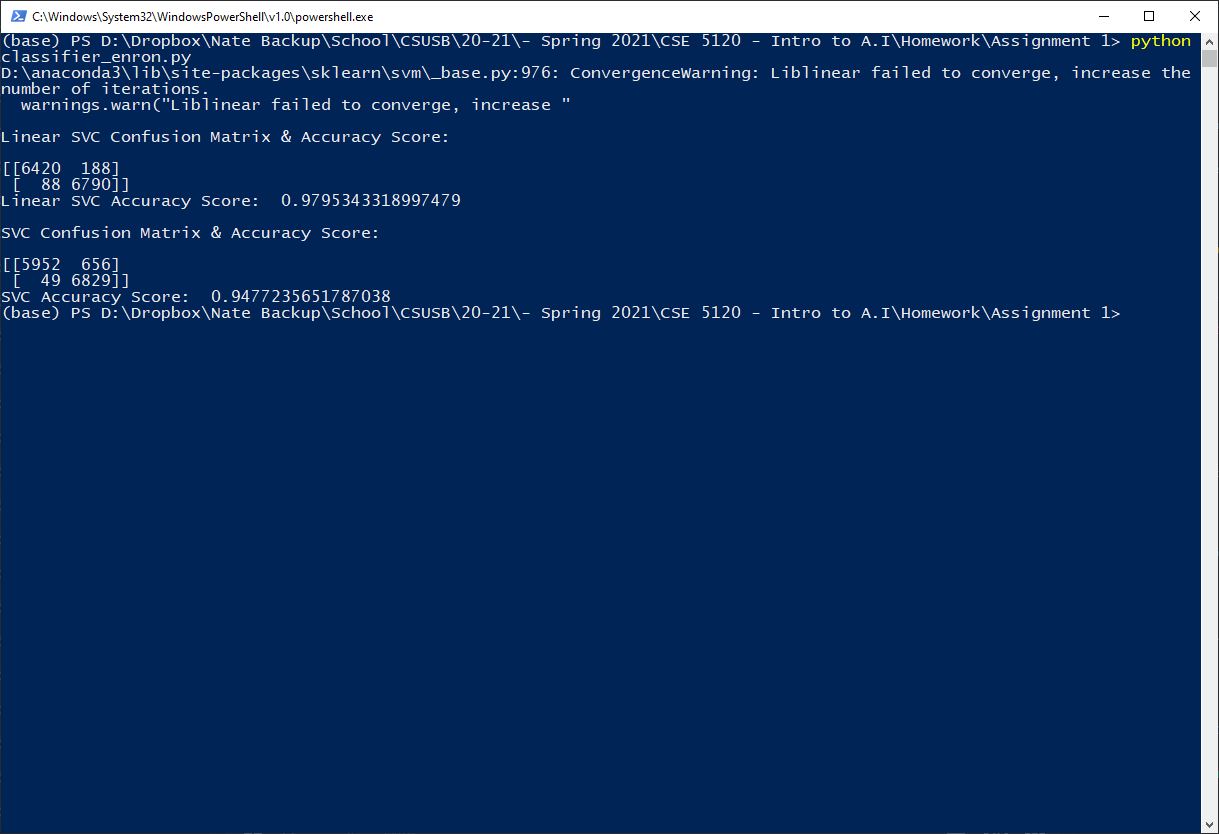 C:\Windows\System32\WindowsPowerShell\v1.0\powershell.exe
(base) PS D:\Dropbox\Nate Backup\School\CSUSB\20-21\- Spring 2021\CSE 5120 - Intro to A.I\Homework\Assignment 1> python
classifier_enron.py
D:\anaconda3\lib\site-packages\sklearn\svm\_base.py:976: ConvergenceWarning: Liblinear failed to converge, increase the
number of iterations.
  warnings.warn("Liblinear failed to converge, increase "
Linear SVC Confusion Matrix & Accuracy Score:
[[6420  188]
 [  88 6790]]
Linear SVC Accuracy Score:  0.9795343318997479
SVC Confusion Matrix & Accuracy Score:
[[5952  656]
 [  49 6829]]
SVC Accuracy Score:  0.9477235651787038
(base) PS D:\Dropbox\Nate Backup\School\CSUSB\20-21\- Spring 2021\CSE 5120 - Intro to A.I\Homework\Assignment 1>